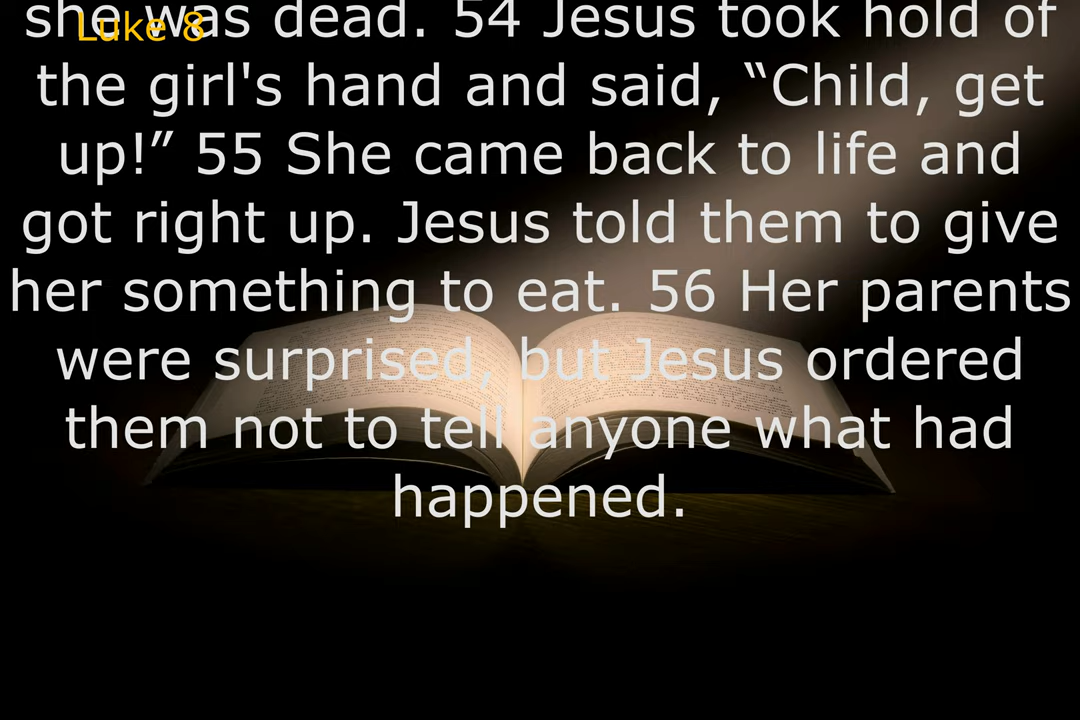 she was dead. 54 Jesus took hold of
Luke 8
the girl's hand and said, “Child, get
up!” 55 She came back to life and
got right up. Jesus told them to give
her something to eat. 56 Her parents
were surprised, but Jesus ordered
them not to tell anyone what had
happened.